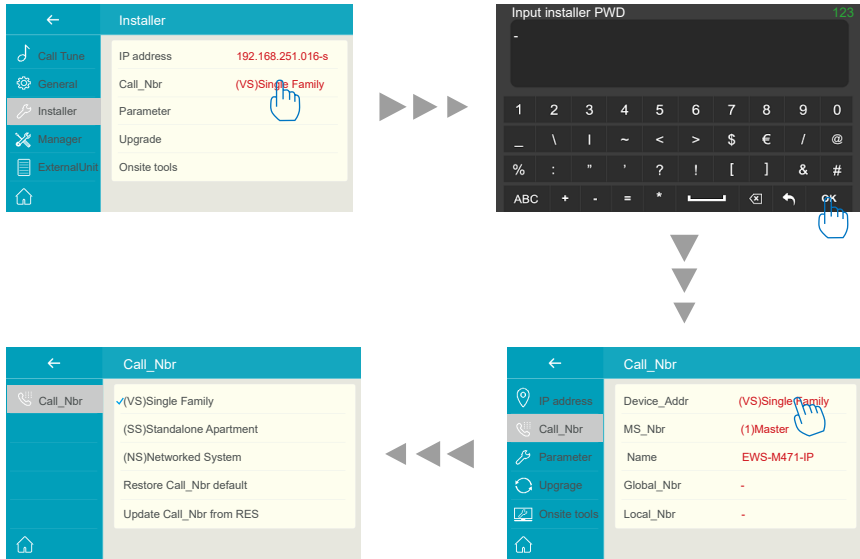 Installer
Call Tune
General
Installer
Manager
ExternaiUnit
IP address 192.168.251.016-s
Call_Nbr (VS)Single Family
Parameter
Upgrade
Onsite tools
Input installer PWD 123
-
1 2 3 4 5 6 7 8 9 0
_ \ I ~ < > $ € / @
% : " ' ? ! [ ] & #
ABC + - = * OK
Call_Nbr
Call_Nbr
(VS)Single Family
(SS)Standalone Apartment
(NS)Networked System
Restore Call_Nbr default
Update Call_Nbr from RES
Call_Nbr
IP address
Call_Nbr
Parameter
Upgrage
Onsite tools
Device_Addr (VS)Single Family
MS_Nbr (1)Master
Name EWS-M471-IP
Global_Nbr -
Local_Nbr -